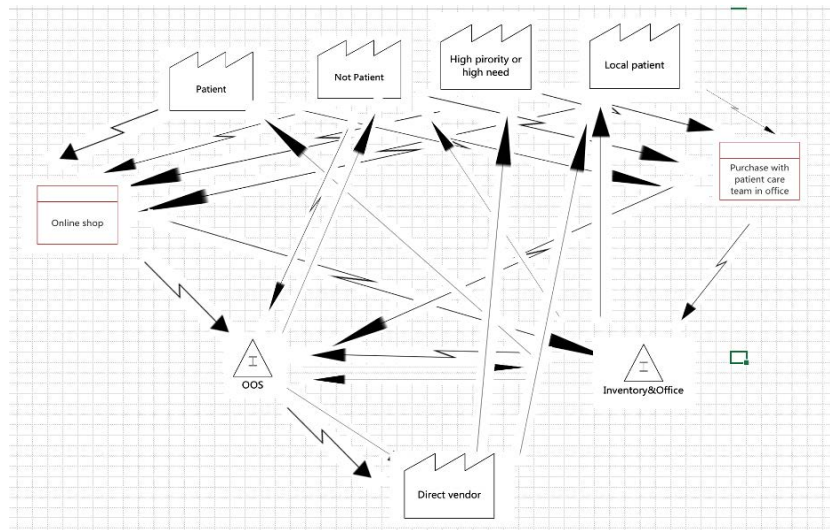 Patient
Not Patient
High pirority or
high need
Local patient
Purchase with
patient care
team in office
Online shop
I
OOS
I
Inventory&Office
Direct vendor